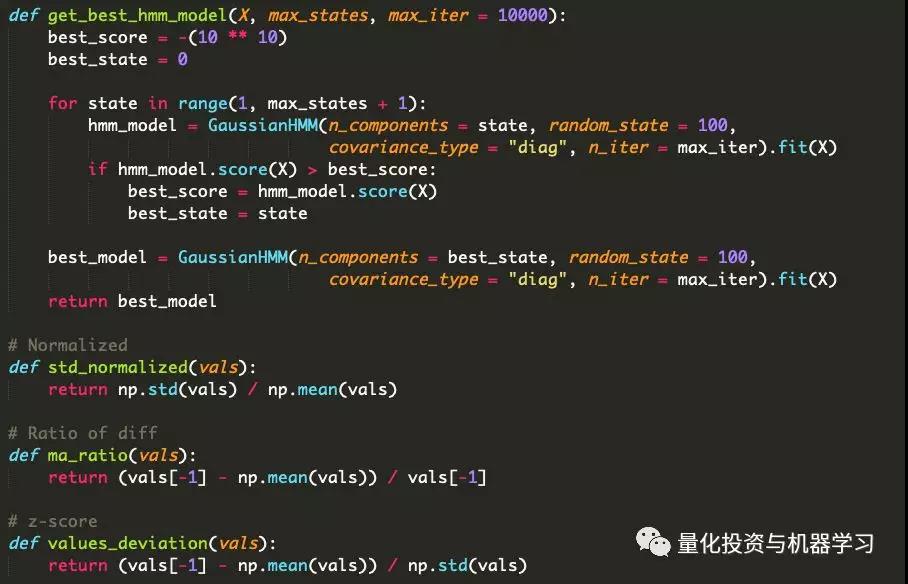 def get_best_hmm_model(X, max_states, max_iter = 10000):
    best_score = -(10 ** 10)
    best_state = 0

    for state in range(1, max_states + 1):
        hmm_model = GaussianHMM(n_components = state, random_state = 100,
                                covariance_type = "diag", n_iter = max_iter).fit(X)
        if hmm_model.score(X) > best_score:
            best_score = hmm_model.score(X)
            best_state = state

    best_model = GaussianHMM(n_components = best_state, random_state = 100,
                                covariance_type = "diag", n_iter = max_iter).fit(X)
    return best_model

# Normalized
def std_normalized(vals):
    return np.std(vals) / np.mean(vals)

# Ratio of diff
def ma_ratio(vals):
    return (vals[-1] - np.mean(vals)) / vals[-1]

# z-score
def values_deviation(vals):
    return (vals[-1] - np.mean(vals)) / np.std(vals)
量化投资与机器学习